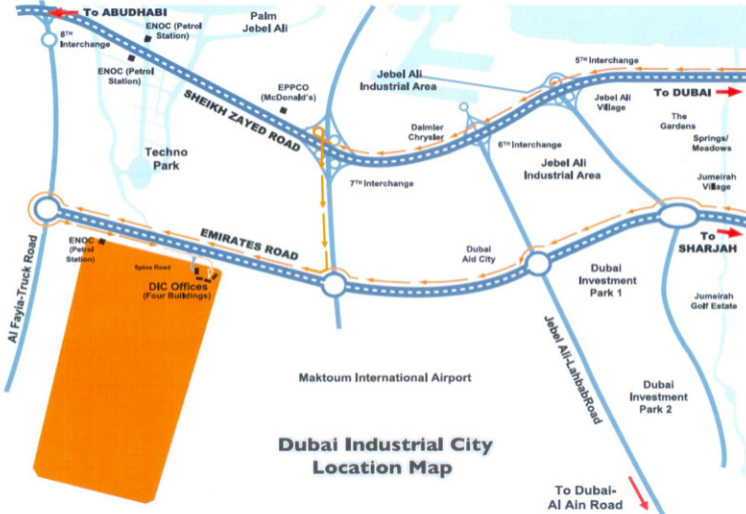 To ABUDHABI
Palm
Jebel Ali
ENOC (Petrol
Station)
8TH
Interchange
ENOC (Petrol
Station)
EPPCO
(McDonald's)
SHEIKH ZAYED ROAD
Jebel Ali
Industrial Area
5TH Interchange
To DUBAI
Jebel Ali
Village
The
Gardens
Springs/
Meadows
Daimler
Chrysler
6TH Interchange
Jebel Ali
Industrial Area
Jumeirah
Village
Techno
Park
7TH Interchange
EMIRATES ROAD
ENOC
(Petrol
Station)
Spine Road
DIC Offices
(Four Buildings)
Al Fayia-Truck Road
Dubai
Aid City
To
SHARJAH
Dubai
Investment
Park 1
Jumeirah
Golf Estate
Jebel Ali-LahbabRoad
Maktoum International Airport
Dubai
Investment
Park 2
Dubai Industrial City
Location Map
To Dubai-
Al Ain Road